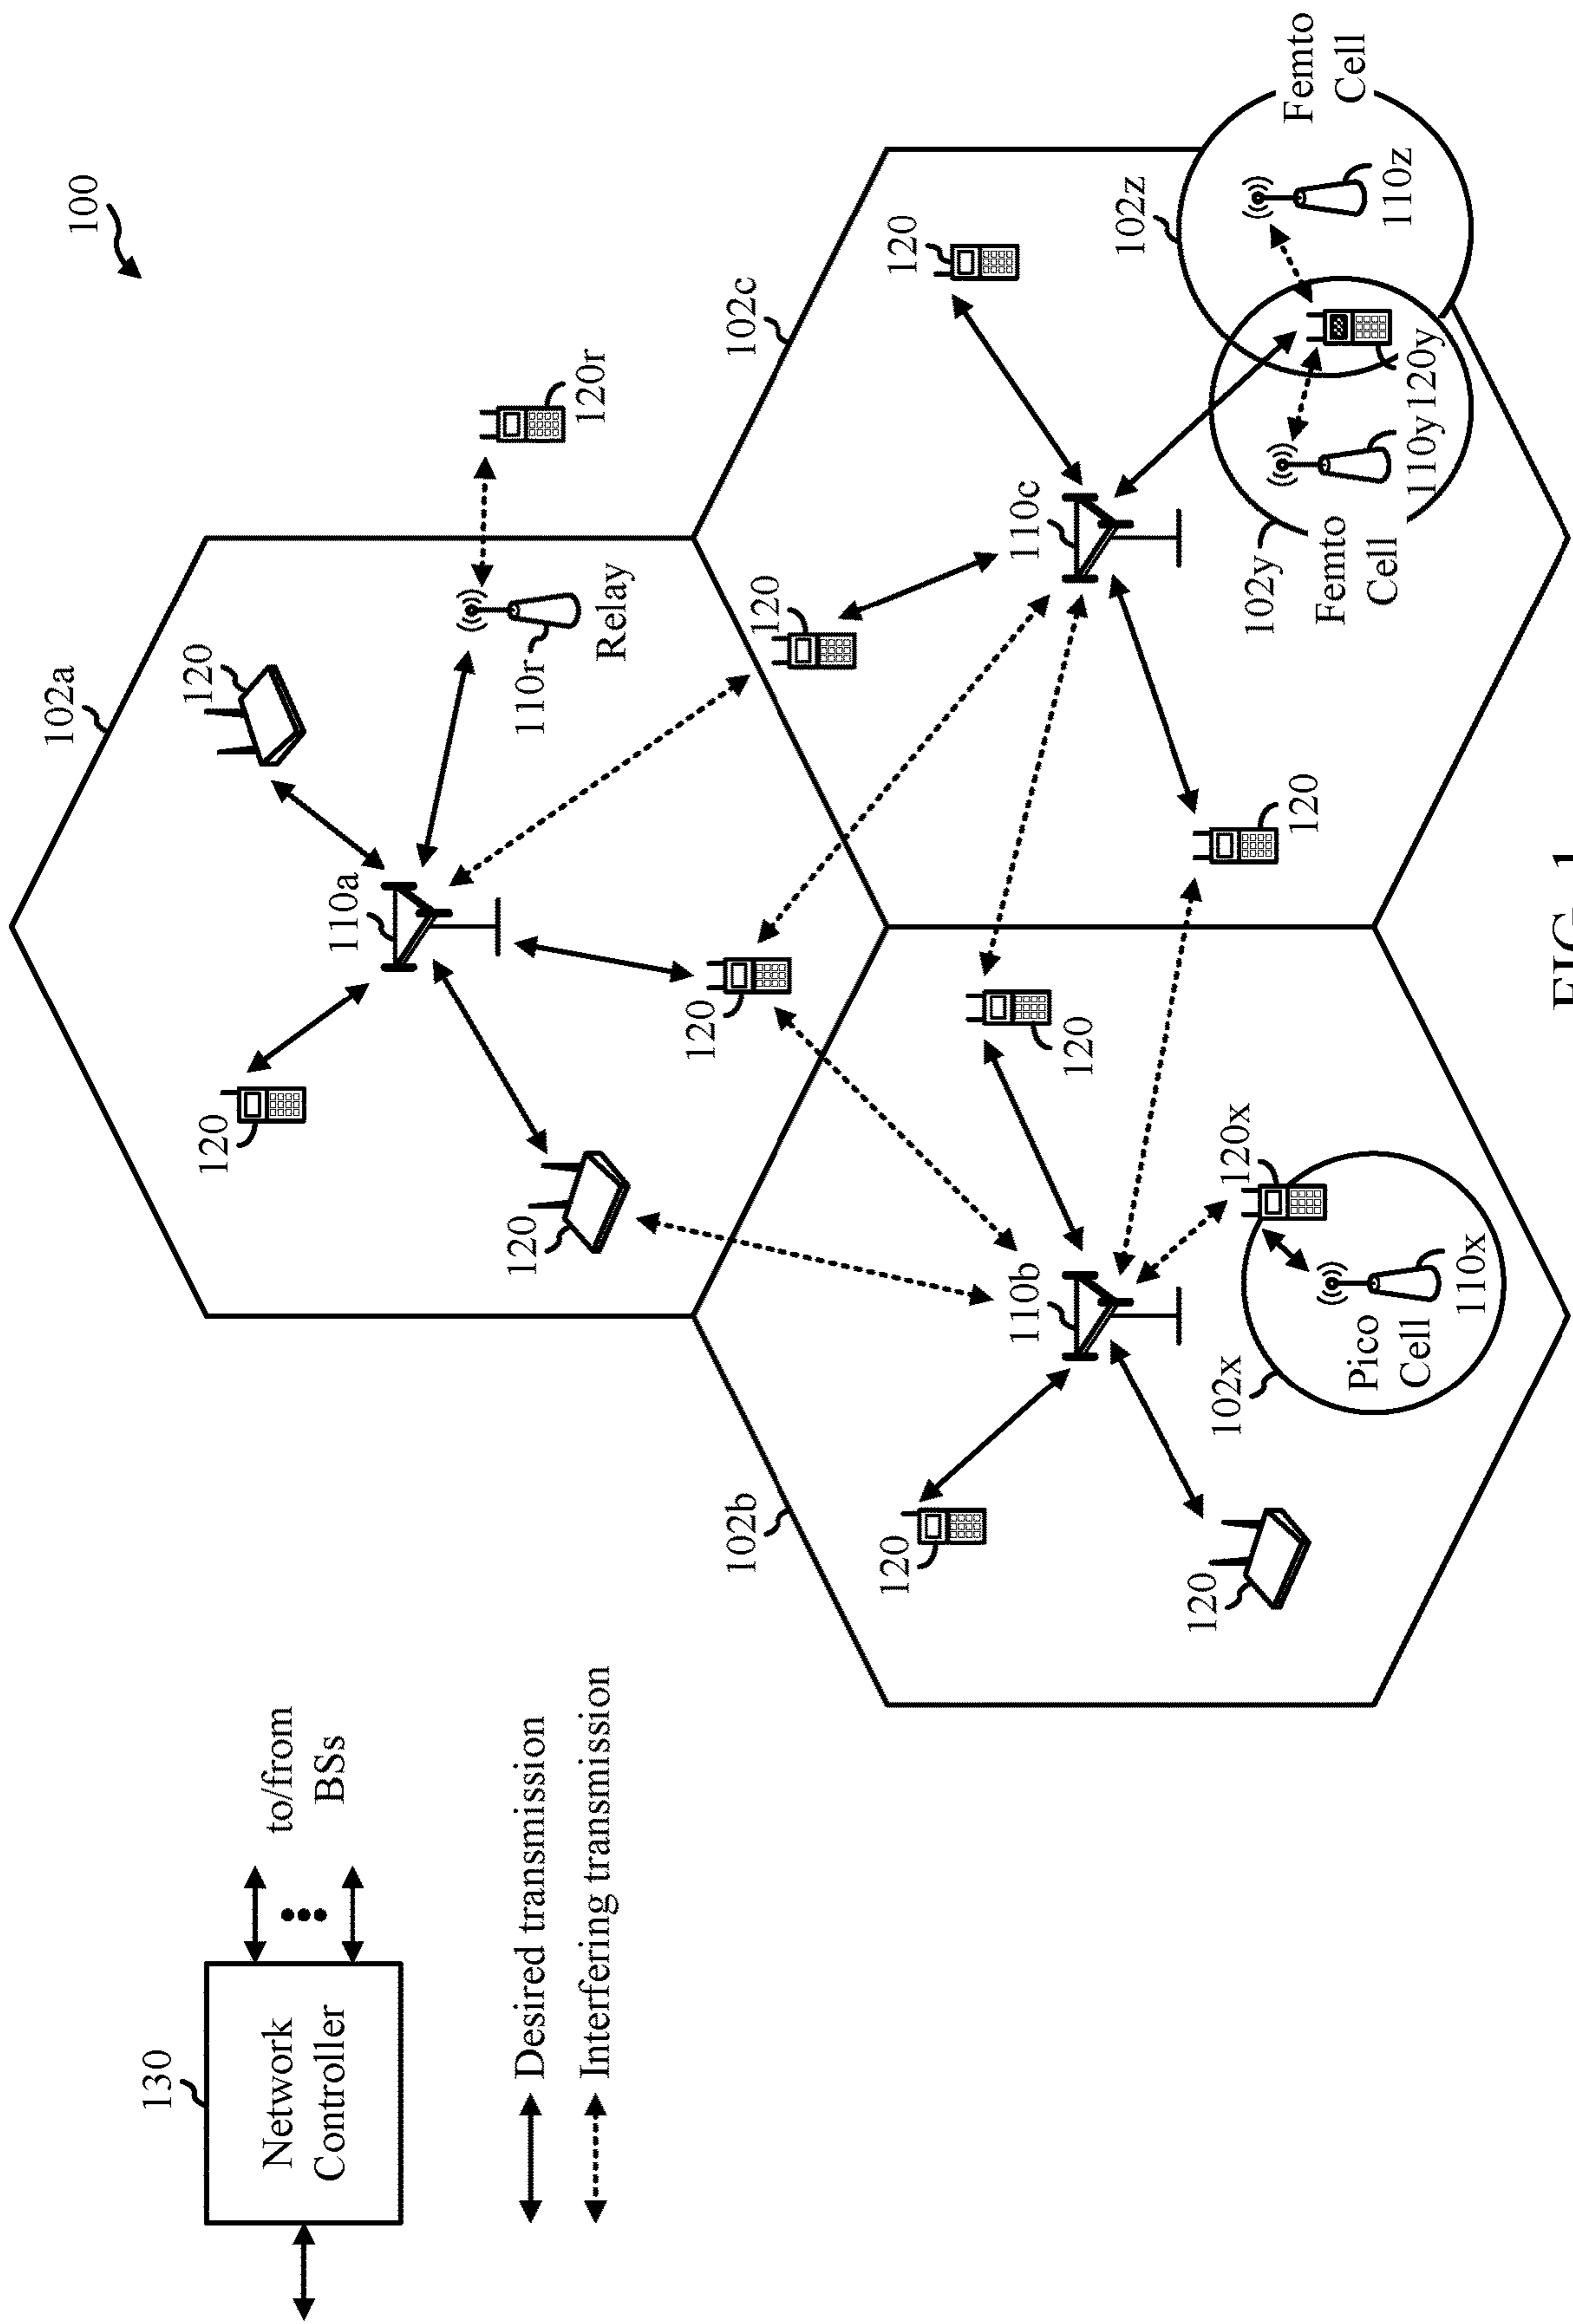 100
130
Network
Controller
to/from
BSs
Desired transmission
Interfering transmission
102a
120
120
110a
120
110r
Relay
120r
120
102b
120
110b
120
120
102x
Pico
Cell
110x
120x
102c
120
120
110c
120
102y
Femto
Cell
110y
120y
102z
110z
Femto
Cell
FIG. 1